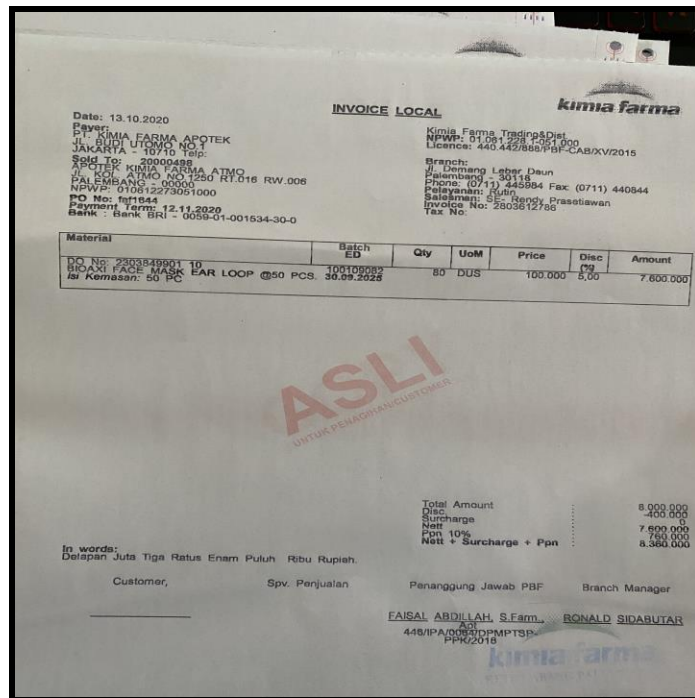 kimia farma
INVOICE LOCAL
Date: 13.10.2020
Payer:
PT. KIMIA FARMA APOTEK
JL. BUDI UTOMO NO.1
JAKARTA - 10710 Telp:
Sold To: 20000498
APOTEK KIMIA FARMA ATMO
JL. KOL. ATMO NO.1250 RT.016 RW.006
PALEMBANG - 00000
NPWP: 010612273051000
PO No: faf1644
Payment Term: 12.11.2020
Bank : Bank BRI - 0059-01-001534-30-0
Kimia Farma Trading&Dist
NPWP: 01.061.228.1-051.000
Licence: 440.442/888/PBF-CAB/XV/2015
Branch:
Jl. Demang Lebar Daun
Palembang - 30116
Phone: (0711) 445984 Fax: (0711) 440844
Pelayanan: Rutin
Salesman: SE- Rendy Prasetiawan
Invoice No: 2803612786
Tax No:
Material Batch ED Qty UoM Price Disc Amount
DO No: 2303849901 10
BIOAXI FACE MASK EAR LOOP @50 PCS. 100109082 80 DUS 100.000 5,00 7.600.000
Isi Kemasan: 50 PC 30.09.2025
ASLI
UNTUK PENAGIHAN/CUSTOMER
Total Amount : 8.000.000
Disc. : -400.000
Surcharge : 0
Nett : 7.600.000
Ppn 10% : 760.000
Nett + Surcharge + Ppn : 8.360.000
In words:
Delapan Juta Tiga Ratus Enam Puluh Ribu Rupiah.
Customer, Spv. Penjualan Penanggung Jawab PBF Branch Manager
FAISAL ABDILLAH, S.Farm., RONALD SIDABUTAR
Apt
446/IPA/0064/DPMPTSP-
PPK/2018
kimia farma